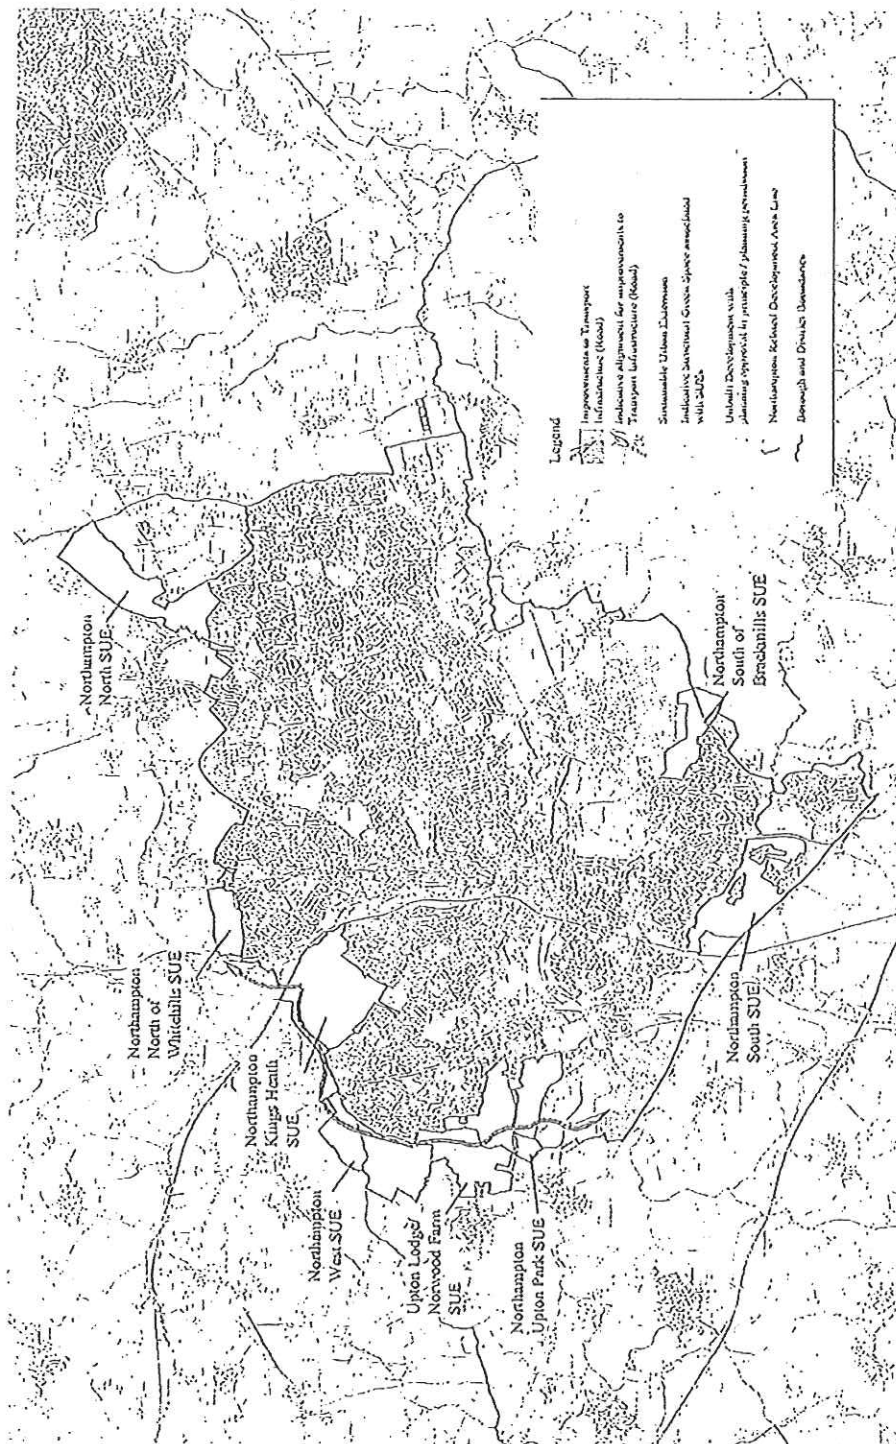 Northampton
North SUE
Northampton
North of
Whitehills SUE
Northampton
Kings Heath
SUE
Northampton
West SUE
Upton Lodge/
Norwood Farm
SUE
Northampton
Upton Park SUE
Northampton
South SUE
Northampton
South of
Brackmills SUE
Legend
Improvements to Transport
Infrastructure (Road)
Indicative alignment for improvements to
Transport Infrastructure (Road)
Sustainable Urban Extension
Indicative Structural Green Space associated
with SUEs
Unbuilt Development with
planning approval in principle / planning permission
Northampton Related Development Area Line
Borough and District Boundaries